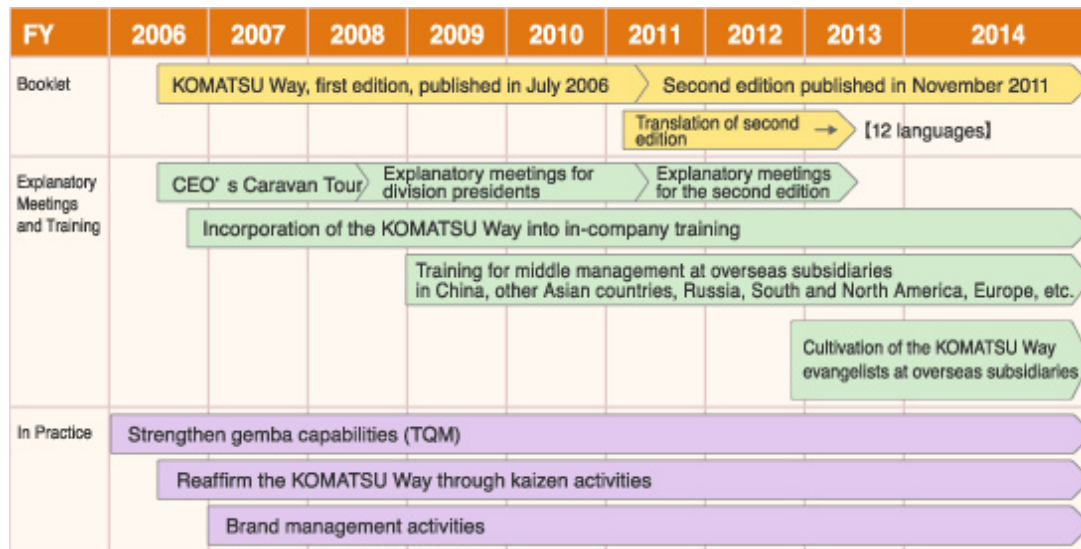 FY 2006 2007 2008 2009 2010 2011 2012 2013 2014
Booklet
KOMATSU Way, first edition, published in July 2006
Second edition published in November 2011
Translation of second
edition →
【12 languages】
Explanatory
Meetings
and Training
CEO' s Caravan Tour
Explanatory meetings for
division presidents
Explanatory meetings
for the second edition
Incorporation of the KOMATSU Way into in-company training
Training for middle management at overseas subsidiaries
in China, other Asian countries, Russia, South and North America, Europe, etc.
Cultivation of the KOMATSU Way
evangelists at overseas subsidiaries
In Practice
Strengthen gemba capabilities (TQM)
Reaffirm the KOMATSU Way through kaizen activities
Brand management activities